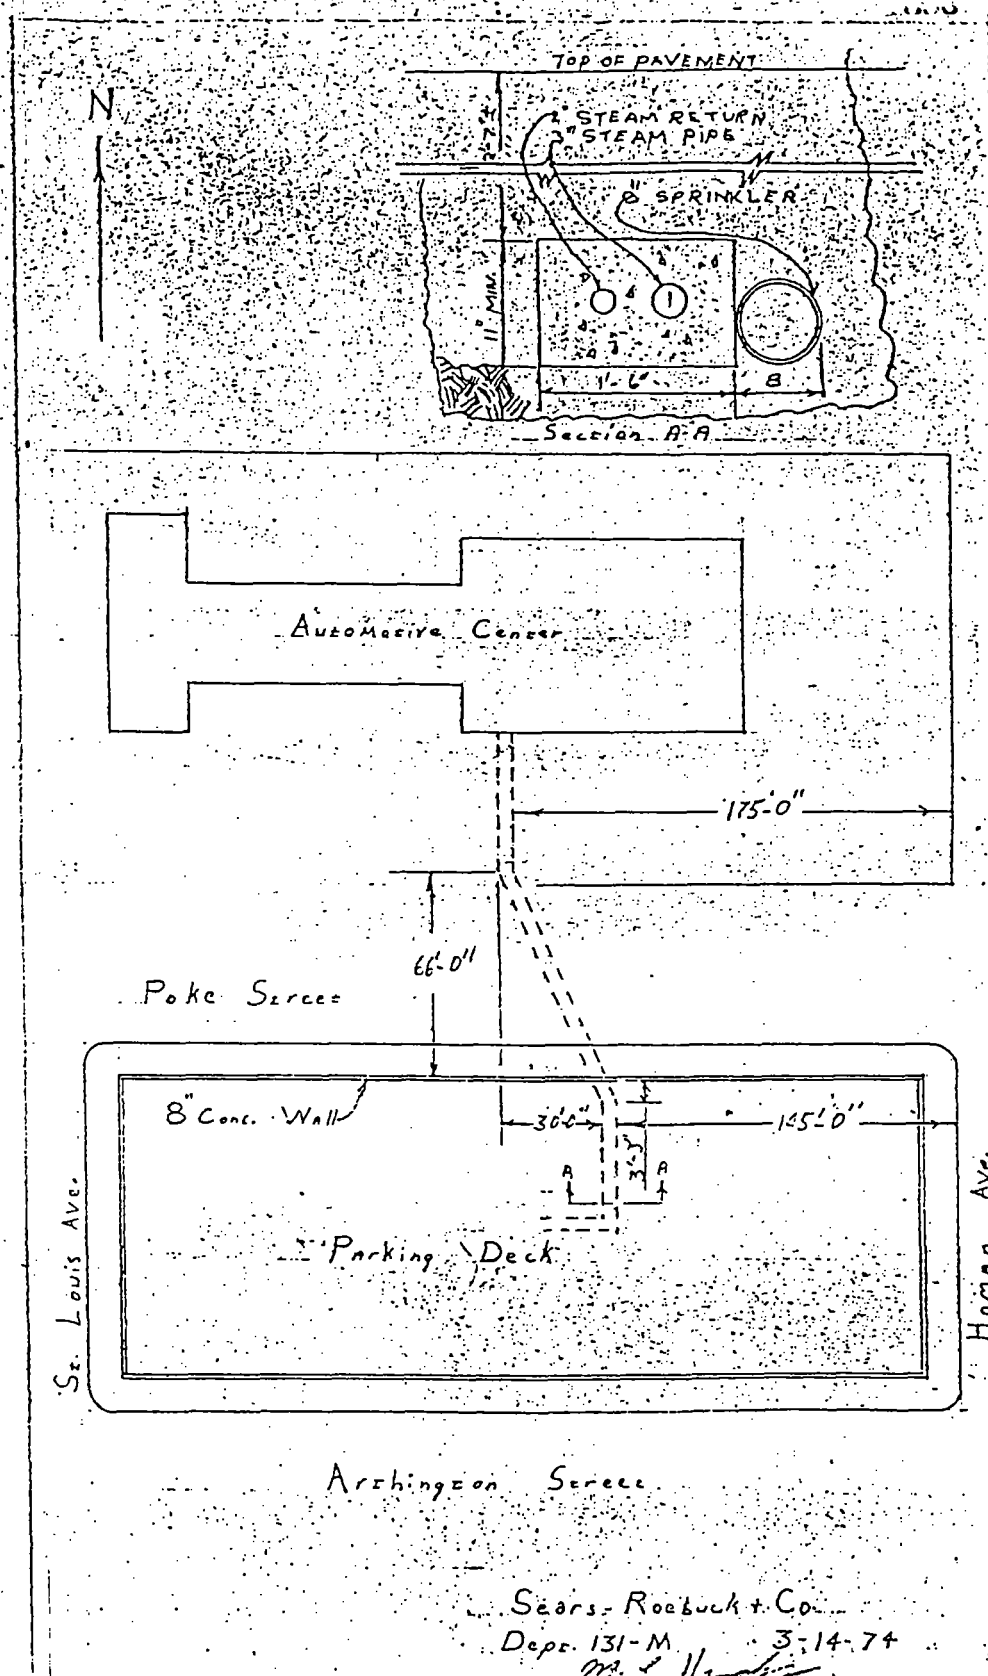 N
TOP OF PAVEMENT
2" STEAM RETURN
3" STEAM PIPE
8" SPRINKLER
11" MIN.
1'-6"
8
Section A-A
Automotive Center
175'-0"
66'-0"
Poke Street
8" Conc. Wall
30'-0"
145'-0"
3'-3"
A
A
Parking Deck
St. Louis Ave.
Homan Ave.
Arthington Street
Sears-Roebuck + Co.
Dept. 131-M 3-14-74